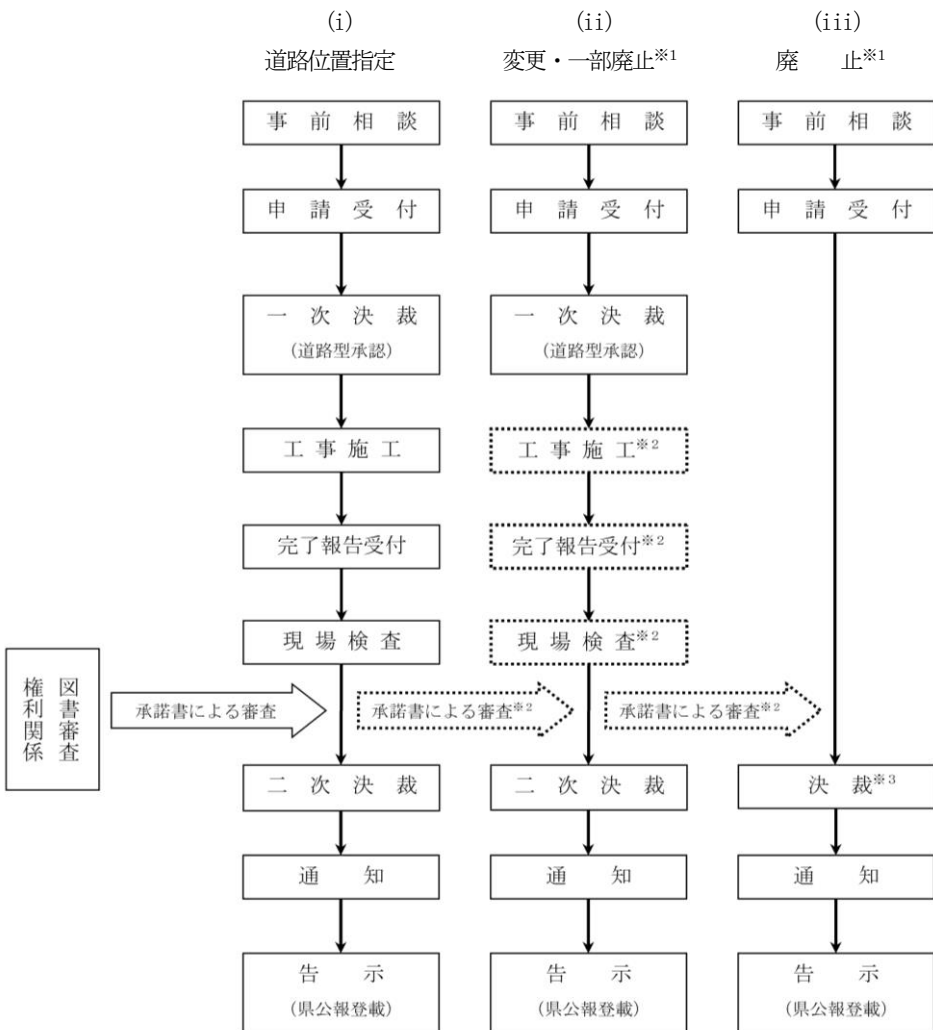 (i)
道路位置指定
事前相談
申請受付
一次決裁
(道路型承認)
工事施工
完了報告受付
現場検査
権利関係
図書審査
承諾書による審査
二次決裁
通知
告示
(県公報登載)
(ii)
変更・一部廃止※1
事前相談
申請受付
一次決裁
(道路型承認)
工事施工※2
完了報告受付※2
現場検査※2
承諾書による審査※2
二次決裁
通知
告示
(県公報登載)
(iii)
廃止※1
事前相談
申請受付
承諾書による審査※2
決裁※3
通知
告示
(県公報登載)